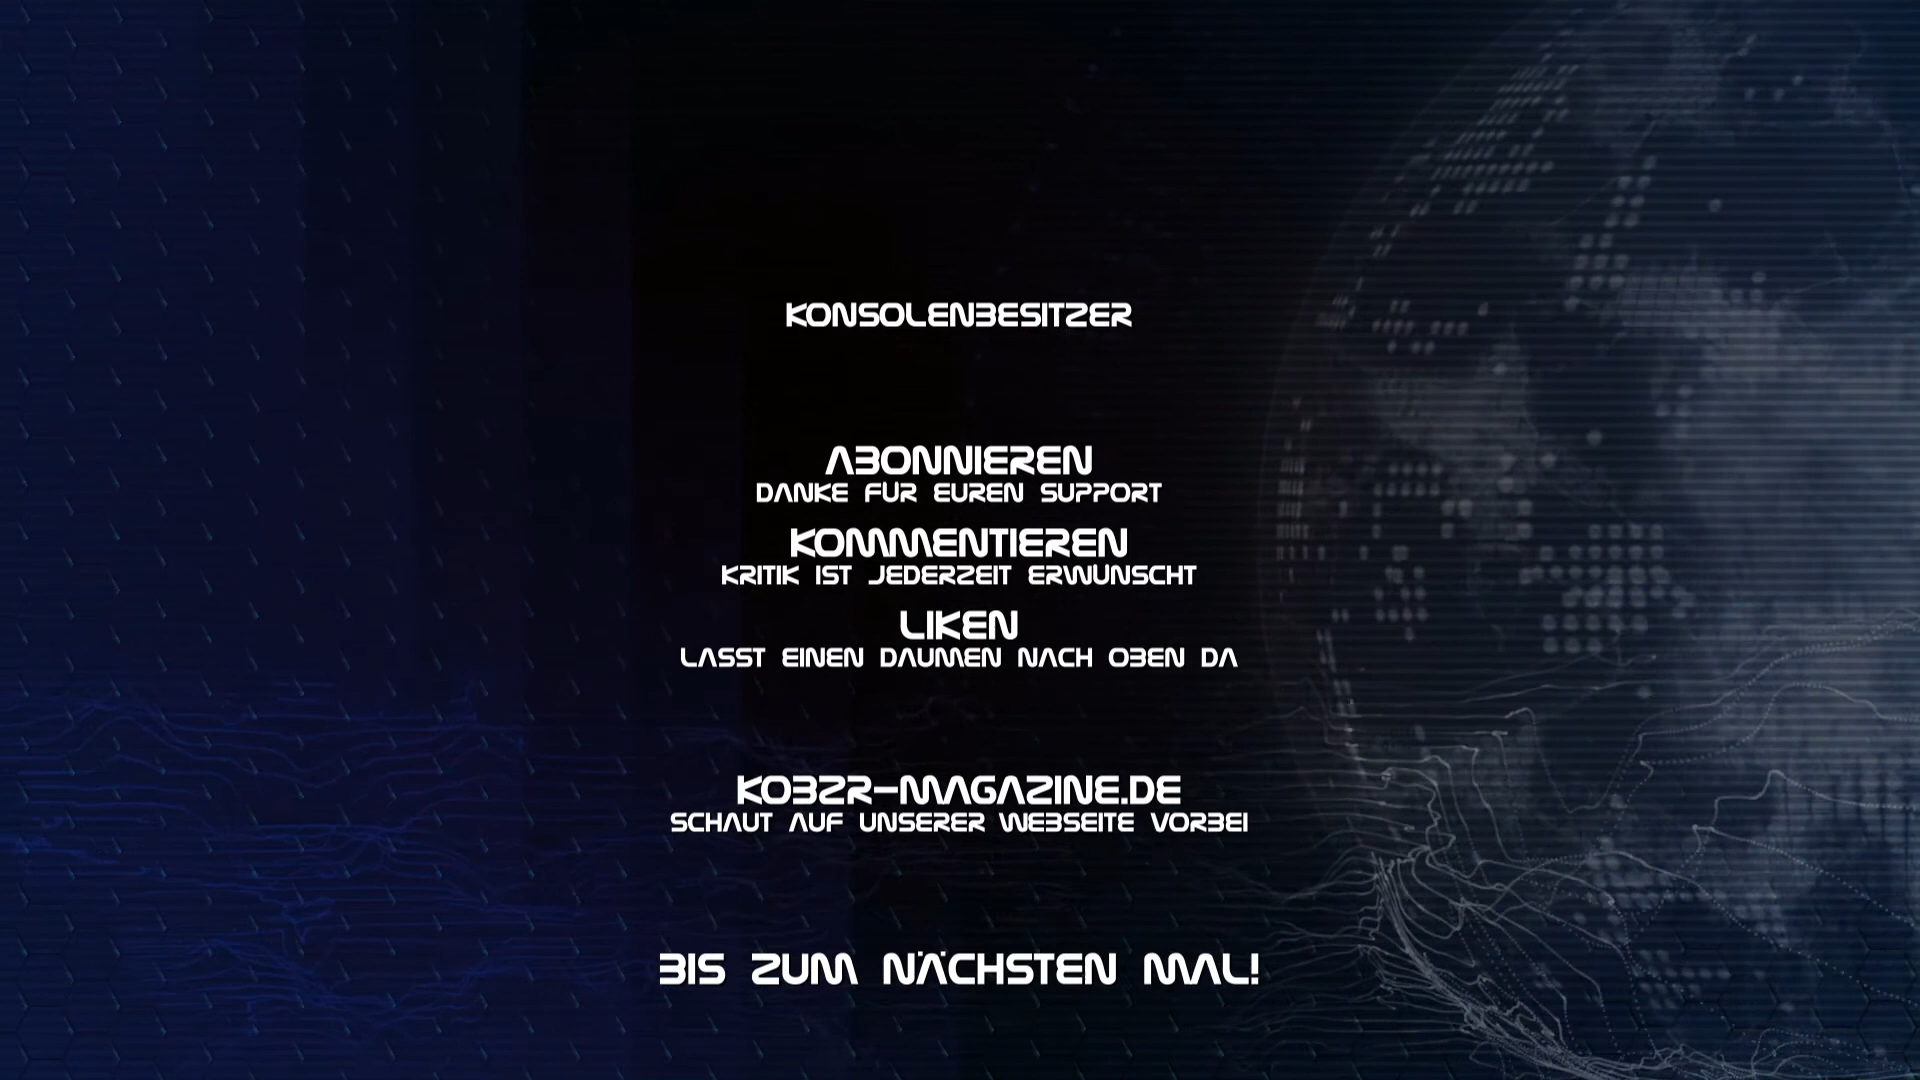 KONSOLENBESITZER
ABONNIEREN
DANKE FÜR EUREN SUPPORT
KOMMENTIEREN
KRITIK IST JEDERZEIT ERWÜNSCHT
LIKEN
LASST EINEN DAUMEN NACH OBEN DA
KOBZR-MAGAZINE.DE
SCHAUT AUF UNSERER WEBSEITE VORBEI
BIS ZUM NÄCHSTEN MAL!